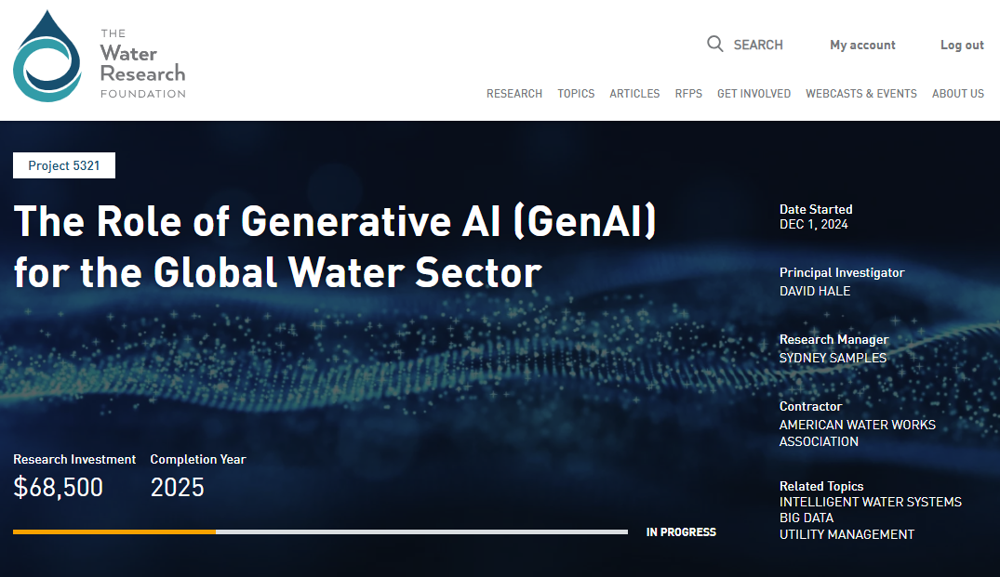 THE
Water
Research
FOUNDATION
SEARCH
My account
Log out
RESEARCH TOPICS ARTICLES RFPS GET INVOLVED WEBCASTS & EVENTS ABOUT US
Project 5321
The Role of Generative AI (GenAI)
for the Global Water Sector
Date Started
DEC 1, 2024
Principal Investigator
DAVID HALE
Research Manager
SYDNEY SAMPLES
Contractor
AMERICAN WATER WORKS
ASSOCIATION
Related Topics
INTELLIGENT WATER SYSTEMS
BIG DATA
UTILITY MANAGEMENT
Research Investment
$68,500
Completion Year
2025
IN PROGRESS